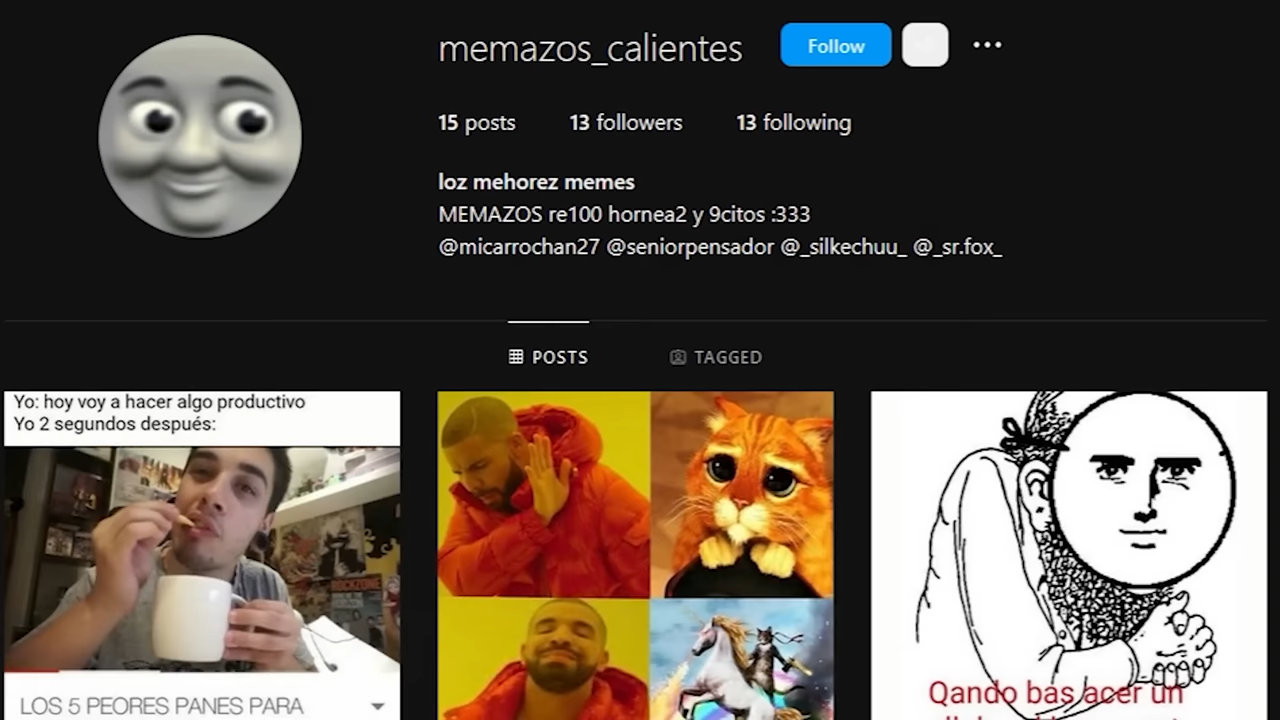 memazos_calientes
Follow
15 posts
13 followers
13 following
loz mehorez memes
MEMAZOS re100 hornea2 y 9citos :333
@micarrochan27 @seniorpensador @_silkechuu_ @_sr.fox_
POSTS
TAGGED
Yo: hoy voy a hacer algo productivo
Yo 2 segundos después:
ROCKZONE
LOS 5 PEORES PANES PARA
Qando bas acer un